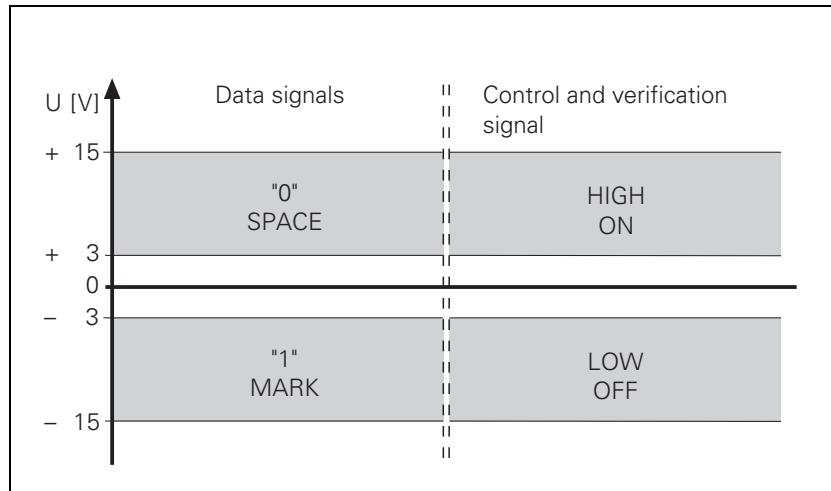 U [V]
Data signals
Control and verification
signal
+ 15
"0"
SPACE
HIGH
ON
+ 3
0
– 3
"1"
MARK
LOW
OFF
– 15